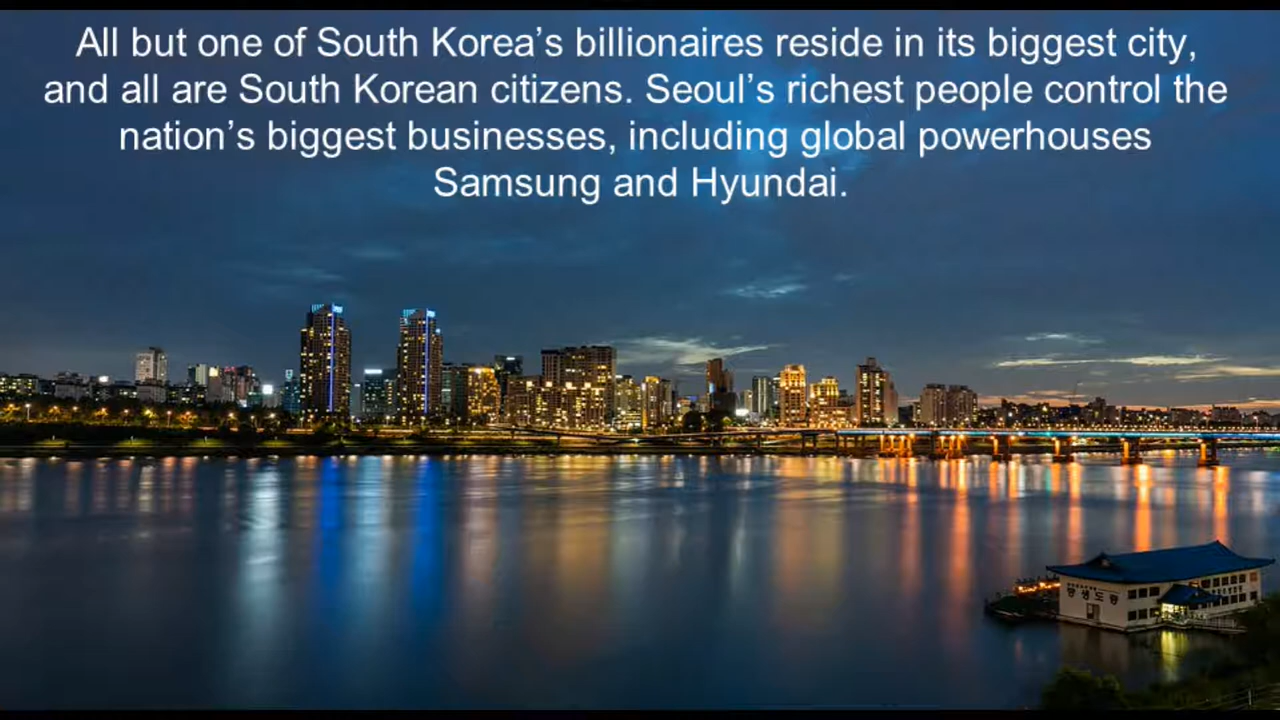 All but one of South Korea’s billionaires reside in its biggest city,
and all are South Korean citizens. Seoul’s richest people control the
nation’s biggest businesses, including global powerhouses
Samsung and Hyundai.